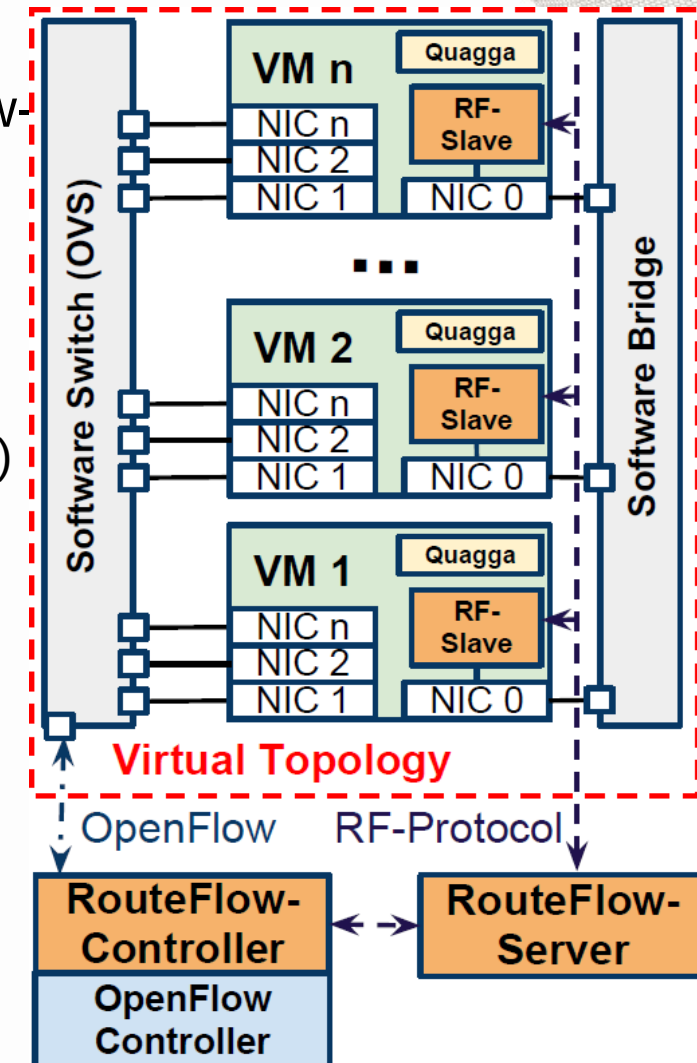 w-
)
Software Switch (OVS)
VM n
Quagga
RF-
Slave
NIC n
NIC 2
NIC 1
NIC 0
...
VM 2
Quagga
RF-
Slave
NIC n
NIC 2
NIC 1
NIC 0
VM 1
Quagga
RF-
Slave
NIC n
NIC 2
NIC 1
NIC 0
Software Bridge
Virtual Topology
OpenFlow
RF-Protocol
RouteFlow-
Controller
OpenFlow
Controller
RouteFlow-
Server